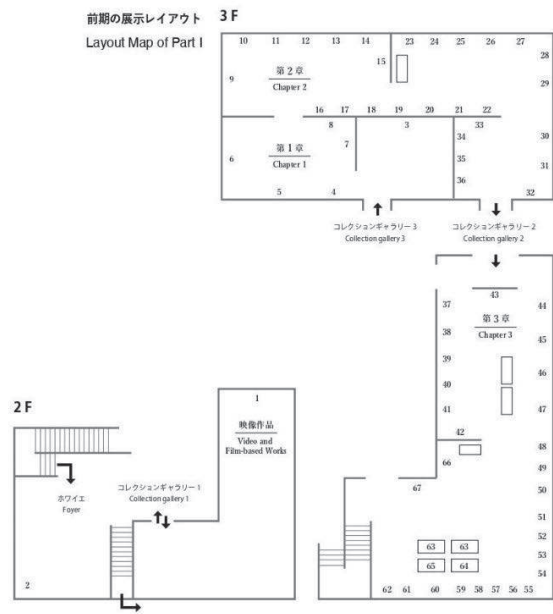 前期の展示レイアウト
Layout Map of Part I
3 F
10 11 12 13 14 23 24 25 26 27
15
28
9
第 2 章
Chapter 2
29
16 17 18 19 20 21 22
8 3 33
6
第 1 章
Chapter 1
7
34
30
35
31
36
5 4 32
コレクションギャラリー 3
Collection gallery 3
コレクションギャラリー 2
Collection gallery 2
43
37
44
第 3 章
Chapter 3
38
45
39
46
40
41
47
42
48
66
49
67
50
51
52
63 63
53
65 64
54
62 61 60 59 58 57 56 55
2 F
1
映像作品
Video and
Film-based Works
ホワイエ
Foyer
コレクションギャラリー 1
Collection gallery 1
2